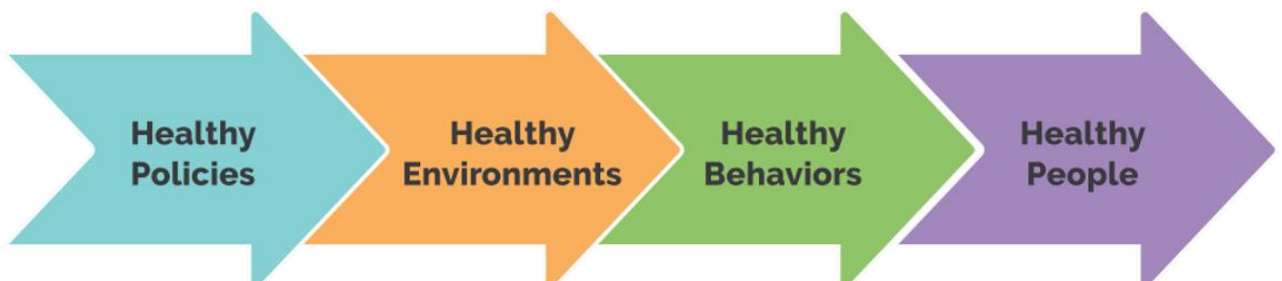 Healthy
Policies
Healthy
Environments
Healthy
Behaviors
Healthy
People